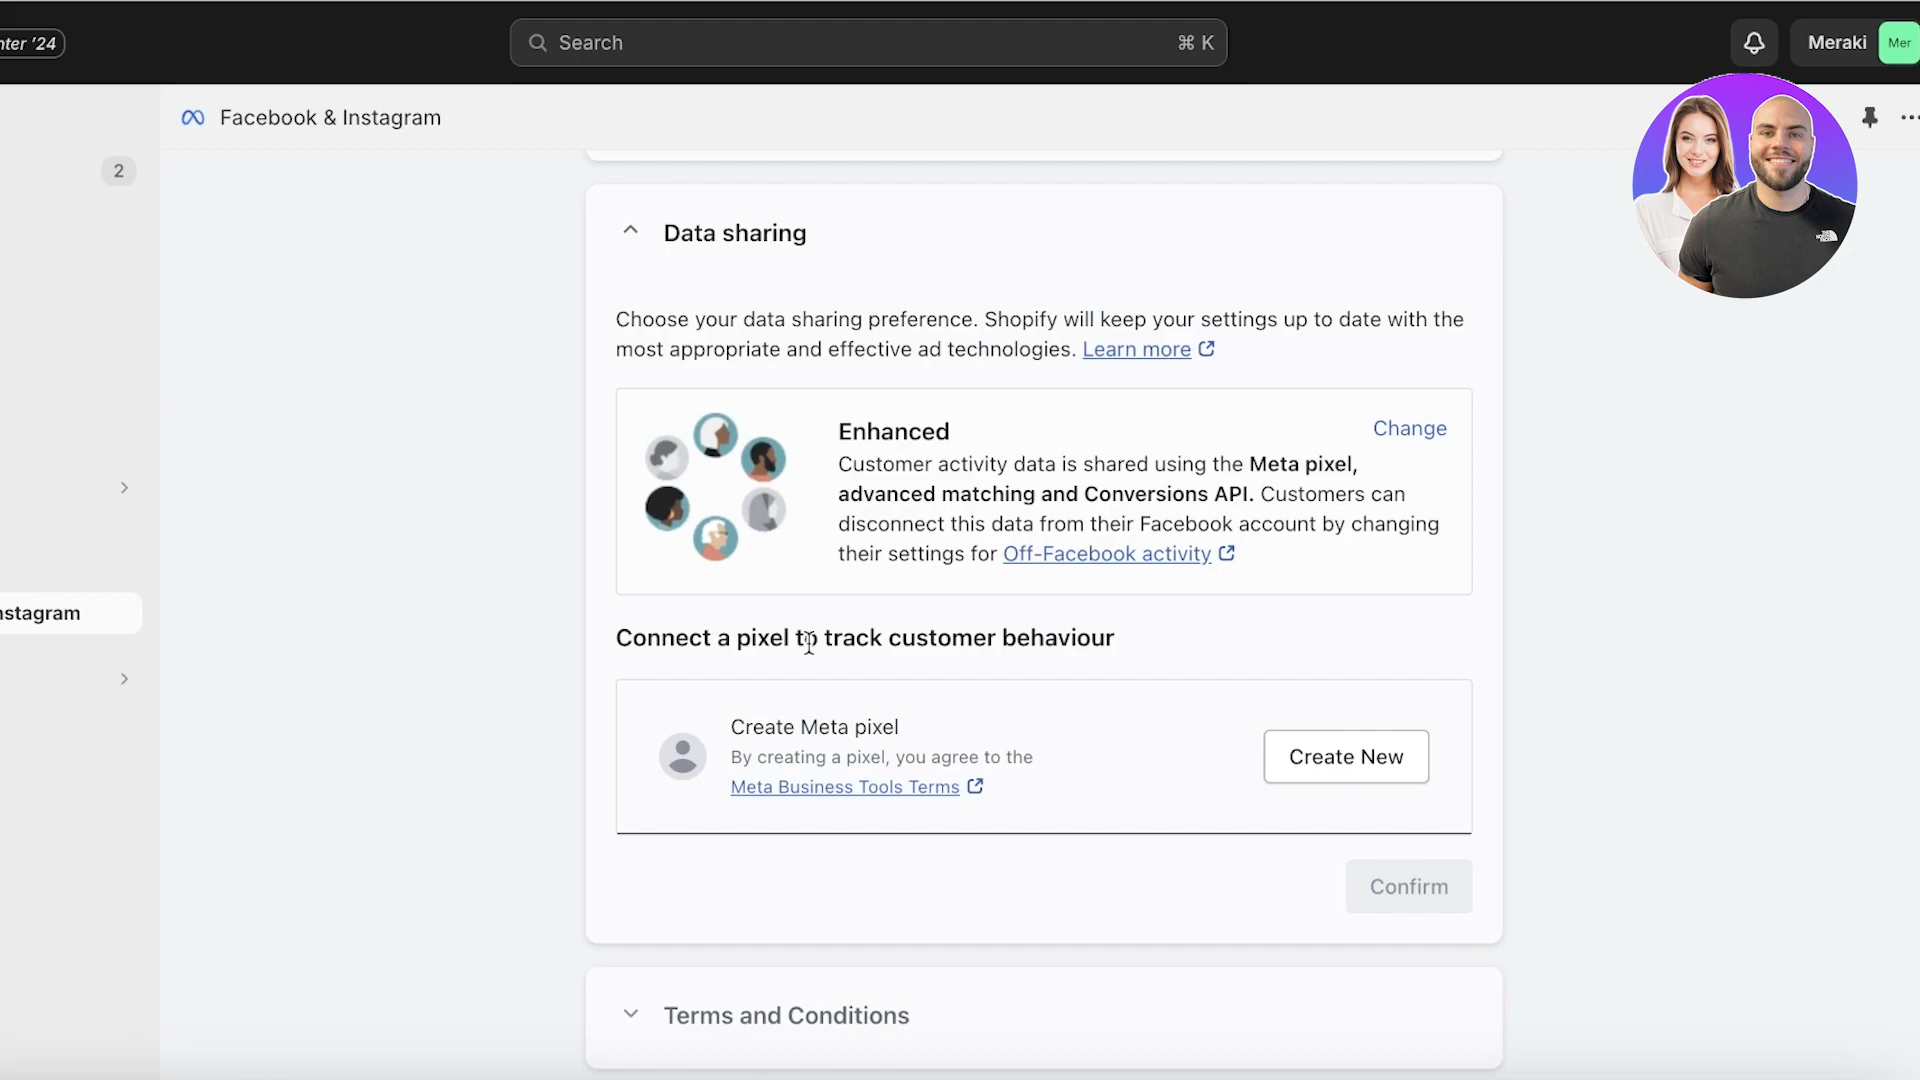 nter '24
Search
⌘ K
Meraki
Mer
Facebook & Instagram
2
Data sharing
Choose your data sharing preference. Shopify will keep your settings up to date with the
most appropriate and effective ad technologies. Learn more
Enhanced
Change
Customer activity data is shared using the Meta pixel,
advanced matching and Conversions API. Customers can
disconnect this data from their Facebook account by changing
their settings for Off-Facebook activity
nstagram
Connect a pixel to track customer behaviour
Create Meta pixel
By creating a pixel, you agree to the
Meta Business Tools Terms
Create New
Confirm
Terms and Conditions